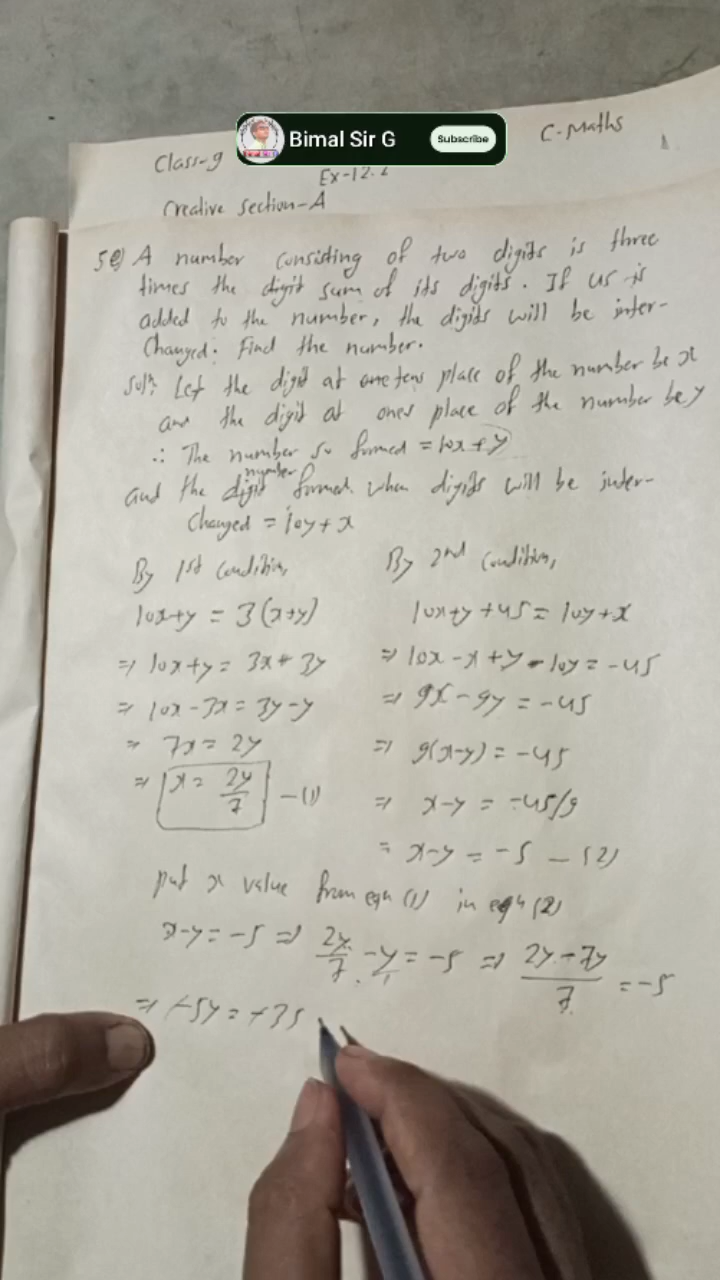 Bimal Sir G Subscribe
Class-9
C. Maths
Ex-12.2
Creative Section-A
5e) A number consisting of two digits is three
times the digit sum of its digits. If 45 is
added to the number, the digits will be inter-
Changed. Find the number.
Solⁿ: Let the digit at tens place of the number be x
and the digit at ones place of the number be y
∴ The number so formed = 10x+y
number
and the digit formed when digits will be inter-
Changed = 10y+x
By 1st Condition,
10x+y = 3(x+y)
⇒ 10x+y = 3x+3y
⇒ 10x-3x = 3y-y
⇒ 7x = 2y
⇒ x = 2y/7 —(1)
By 2nd Condition,
10x+y+45 = 10y+x
⇒ 10x-x+y-10y = -45
⇒ 9x-9y = -45
⇒ 9(x-y) = -45
⇒ x-y = -45/9
= x-y = -5 —(2)
put x value from eqn (1) in eqn (2)
x-y = -5 ⇒ 2y/7 - y/1 = -5 ⇒ 2y-7y/7 = -5
⇒ -5y = -35